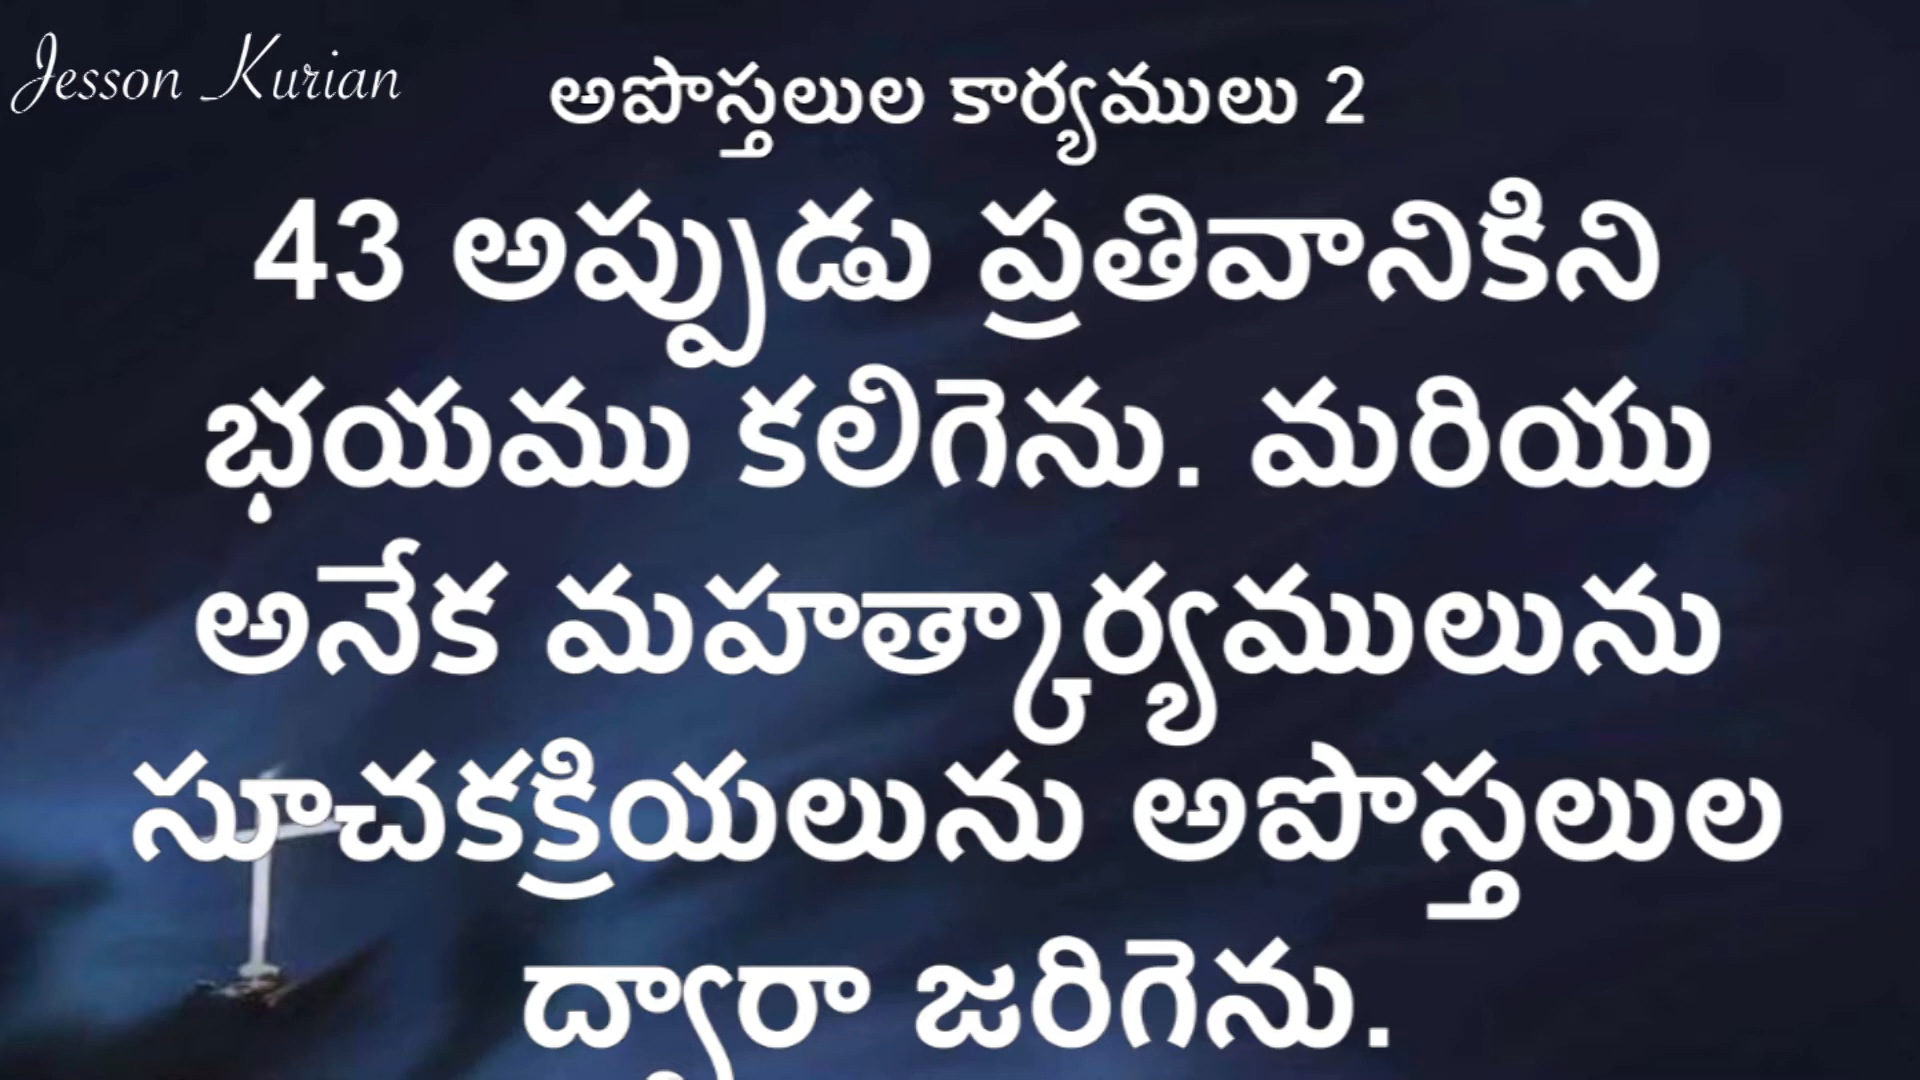 Jesson Kurian
అపొస్తలుల కార్యములు 2
43 అప్పుడు ప్రతివానికిని
భయము కలిగెను. మరియు
అనేక మహత్కార్యములును
సూచకక్రియలును అపొస్తలుల
ద్వారా జరిగెను.